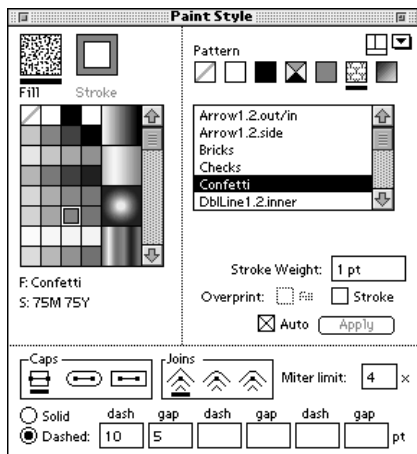 Paint Style
Fill
Stroke
Pattern
Arrow1.2.out/in
Arrow1.2.side
Bricks
Checks
Confetti
DblLine1.2.inner
F: Confetti
S: 75M 75Y
Stroke Weight: 1 pt
Overprint: Fill Stroke
Auto Apply
Caps Joins
Miter limit: 4 x
Solid dash gap dash gap dash gap
Dashed: 10 5 pt